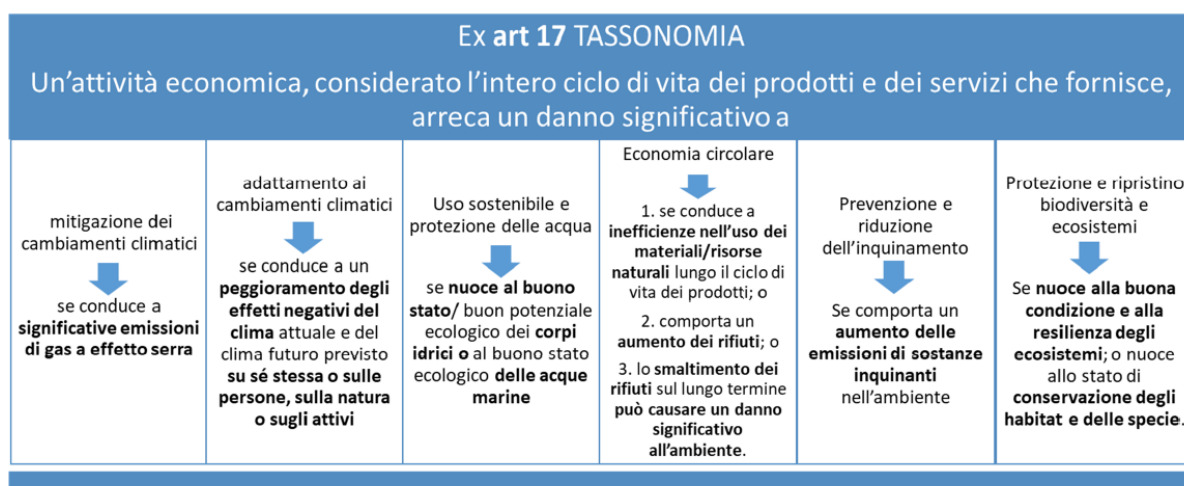 Ex art 17 TASSONOMIA
Un'attività economica, considerato l'intero ciclo di vita dei prodotti e dei servizi che fornisce,
arreca un danno significativo a
mitigazione dei
cambiamenti climatici
se conduce a
significative emissioni
di gas a effetto serra
adattamento ai
cambiamenti climatici
se conduce a un
peggioramento degli
effetti negativi del
clima attuale e del
clima futuro previsto
su sé stessa o sulle
persone, sulla natura
o sugli attivi
Uso sostenibile e
protezione delle acqua
se nuoce al buono
stato/ buon potenziale
ecologico dei corpi
idrici o al buono stato
ecologico delle acque
marine
Economia circolare
1. se conduce a
inefficienze nell'uso dei
materiali/risorse
naturali lungo il ciclo di
vita dei prodotti; o
2. comporta un
aumento dei rifiuti; o
3. lo smaltimento dei
rifiuti sul lungo termine
può causare un danno
significativo
all'ambiente.
Prevenzione e
riduzione
dell'inquinamento
Se comporta un
aumento delle
emissioni di sostanze
inquinanti
nell'ambiente
Protezione e ripristino
biodiversità e
ecosistemi
Se nuoce alla buona
condizione e alla
resilienza degli
ecosistemi; o nuoce
allo stato di
conservazione degli
habitat e delle specie.